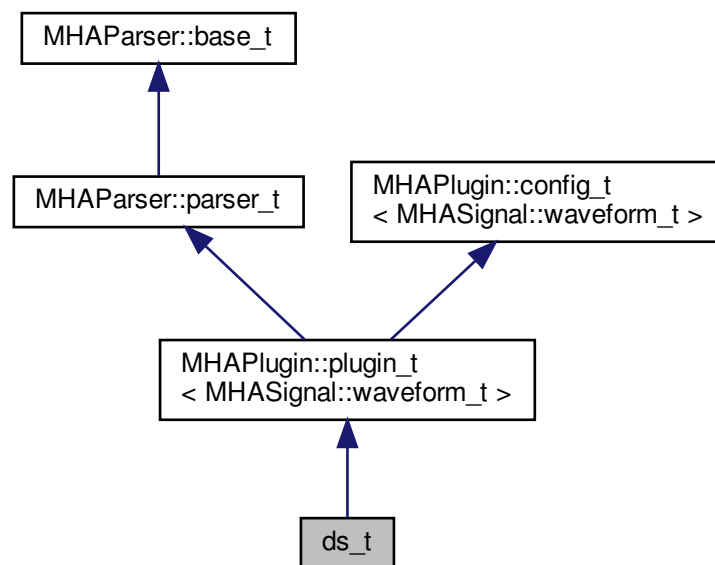 MHAParser::base_t
MHAParser::parser_t
MHAPlugin::config_t
< MHASignal::waveform_t >
MHAPlugin::plugin_t
< MHASignal::waveform_t >
ds_t